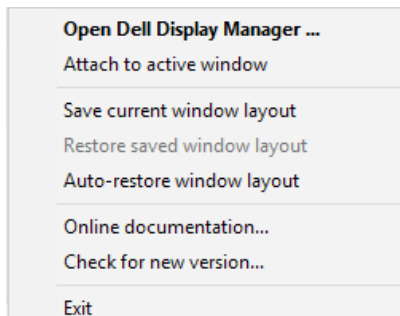 Open Dell Display Manager ...
Attach to active window
Save current window layout
Restore saved window layout
Auto-restore window layout
Online documentation...
Check for new version...
Exit